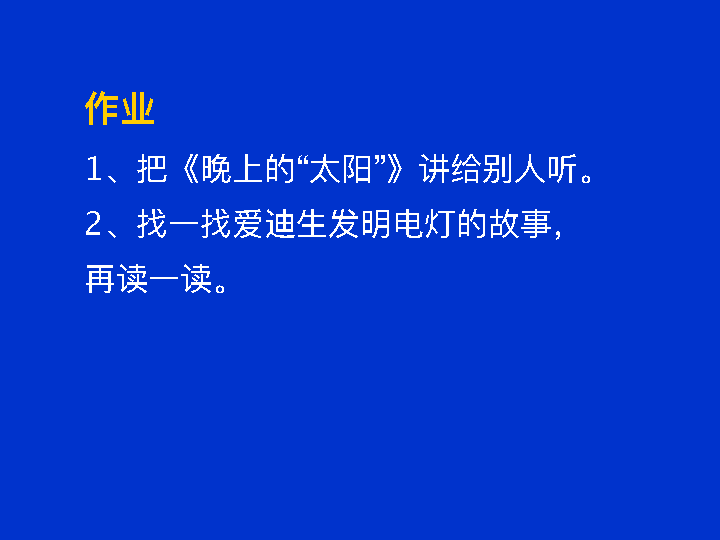 作业
1、把《晚上的“太阳”》讲给别人听。
2、找一找爱迪生发明电灯的故事，
再读一读。